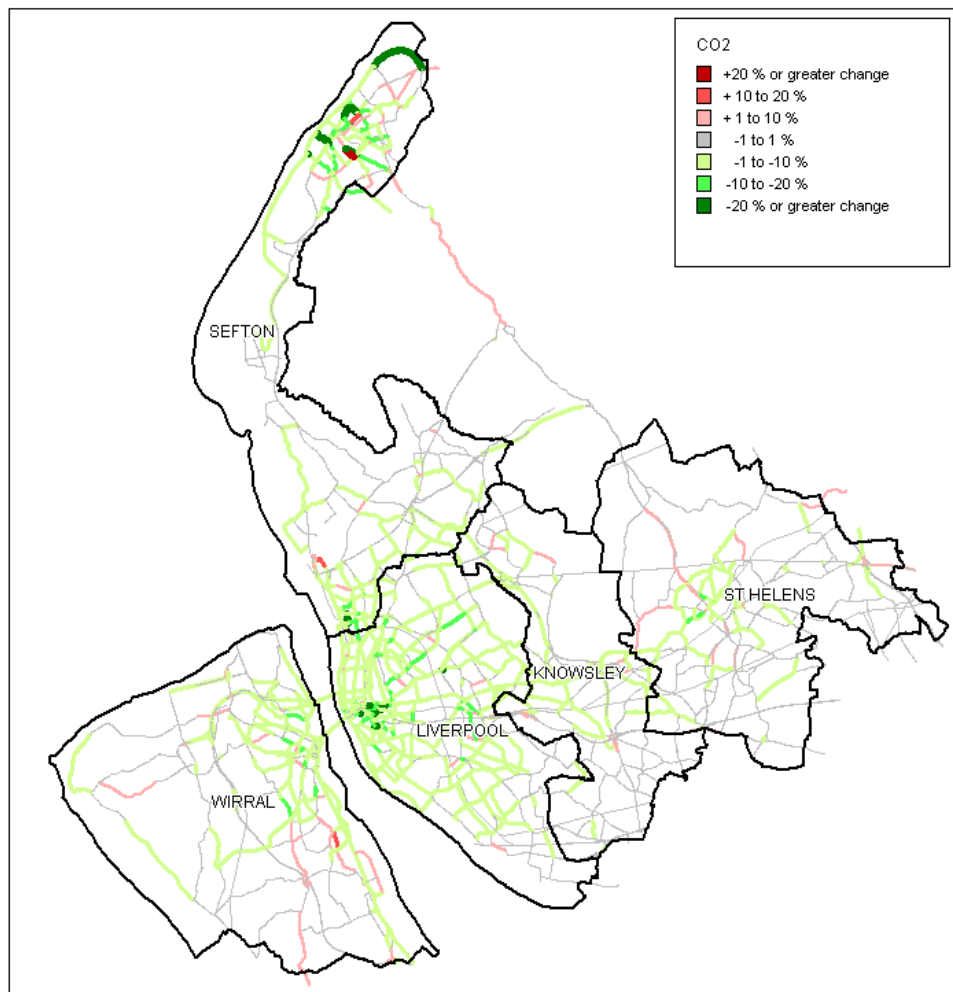 CO2
+20 % or greater change
+ 10 to 20 %
+ 1 to 10 %
-1 to 1 %
-1 to -10 %
-10 to -20 %
-20 % or greater change
SEFTON
ST HELENS
KNOWSLEY
LIVERPOOL
WIRRAL